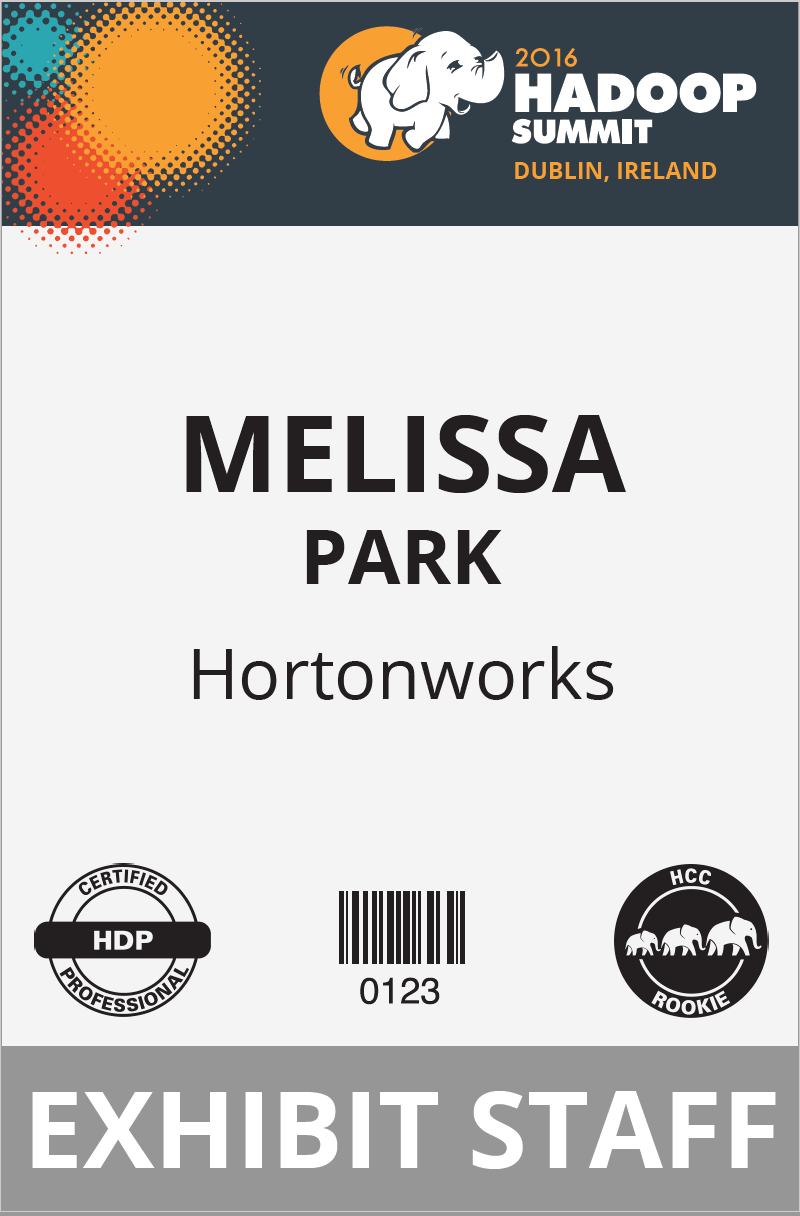 2016
HADOOP
SUMMIT
DUBLIN, IRELAND
MELISSA
PARK
Hortonworks
CERTIFIED
HDP
PROFESSIONAL
0123
HCC
ROOKIE
EXHIBIT STAFF